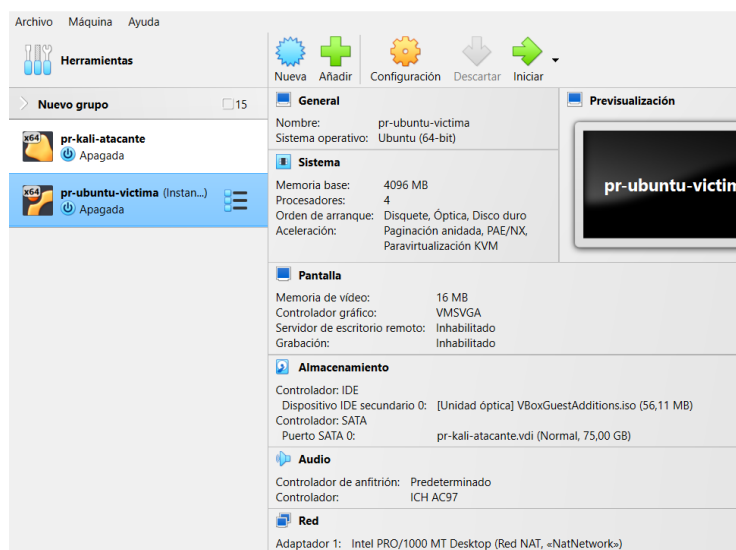 Archivo Máquina Ayuda
Herramientas
Nueva Añadir Configuración Descartar Iniciar
Nuevo grupo 15
x64 pr-kali-atacante
Apagada
x64 pr-ubuntu-victima (Instan...)
Apagada
General
Nombre: pr-ubuntu-victima
Sistema operativo: Ubuntu (64-bit)
Previsualización
pr-ubuntu-victim
Sistema
Memoria base: 4096 MB
Procesadores: 4
Orden de arranque: Disquete, Óptica, Disco duro
Aceleración: Paginación anidada, PAE/NX,
Paravirtualización KVM
Pantalla
Memoria de vídeo: 16 MB
Controlador gráfico: VMSVGA
Servidor de escritorio remoto: Inhabilitado
Grabación: Inhabilitado
Almacenamiento
Controlador: IDE
Dispositivo IDE secundario 0: [Unidad óptica] VBoxGuestAdditions.iso (56,11 MB)
Controlador: SATA
Puerto SATA 0: pr-kali-atacante.vdi (Normal, 75,00 GB)
Audio
Controlador de anfitrión: Predeterminado
Controlador: ICH AC97
Red
Adaptador 1: Intel PRO/1000 MT Desktop (Red NAT, «NatNetwork»)